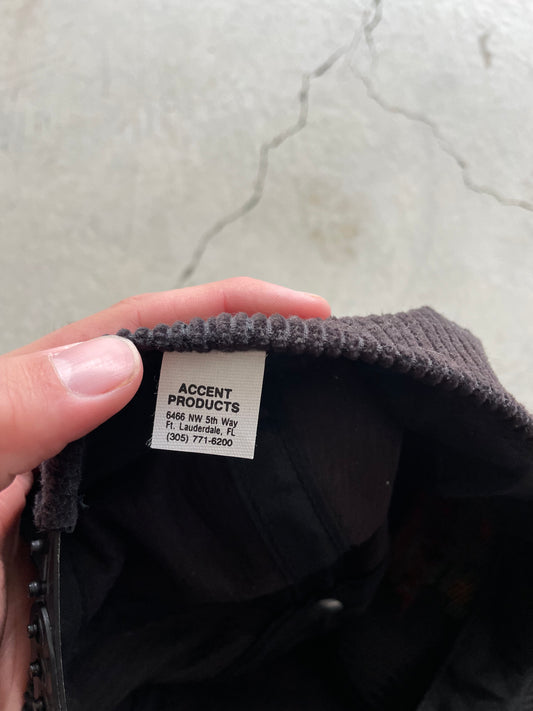 ACCENT
PRODUCTS
6466 NW 5th Way
Ft. Lauderdale, FL
(305) 771-6200